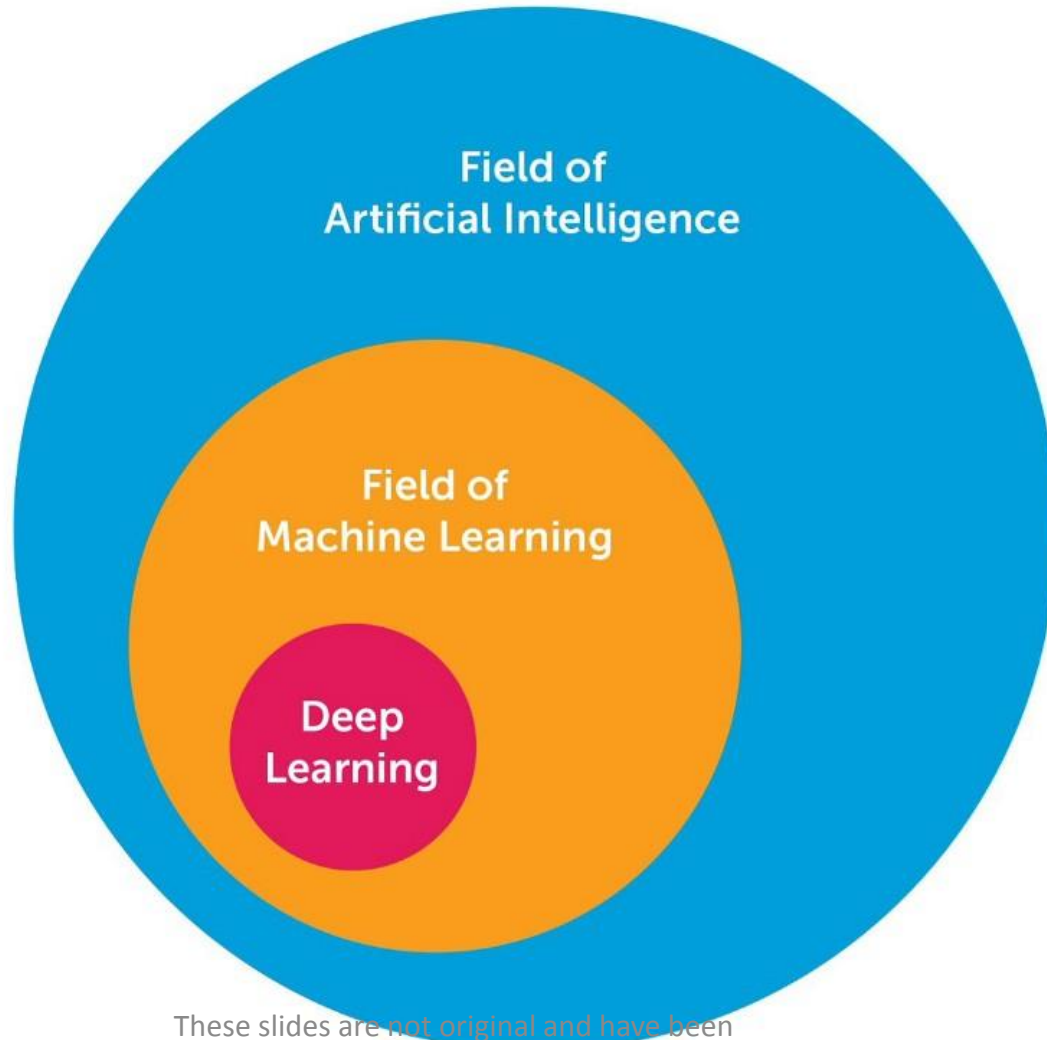 Field of
Artificial Intelligence
Field of
Machine Learning
Deep
Learning
These slides are not original and have been